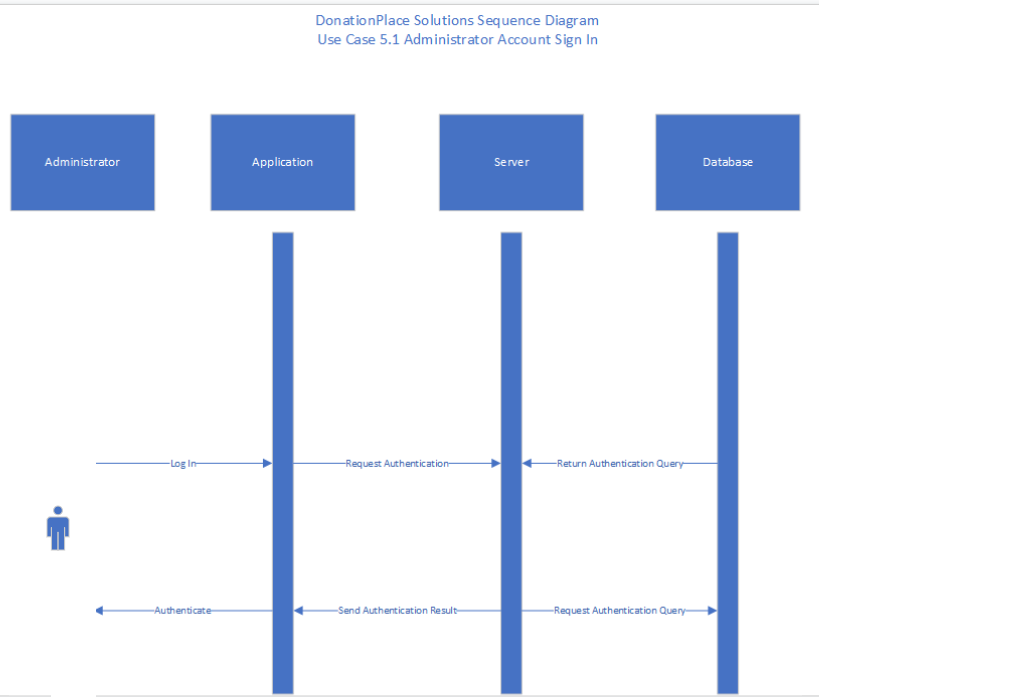 DonationPlace Solutions Sequence Diagram
Use Case 5.1 Administrator Account Sign In
Administrator
Application
Server
Database
Log In
Request Authentication
Return Authentication Query
Authenticate
Send Authentication Result
Request Authentication Query